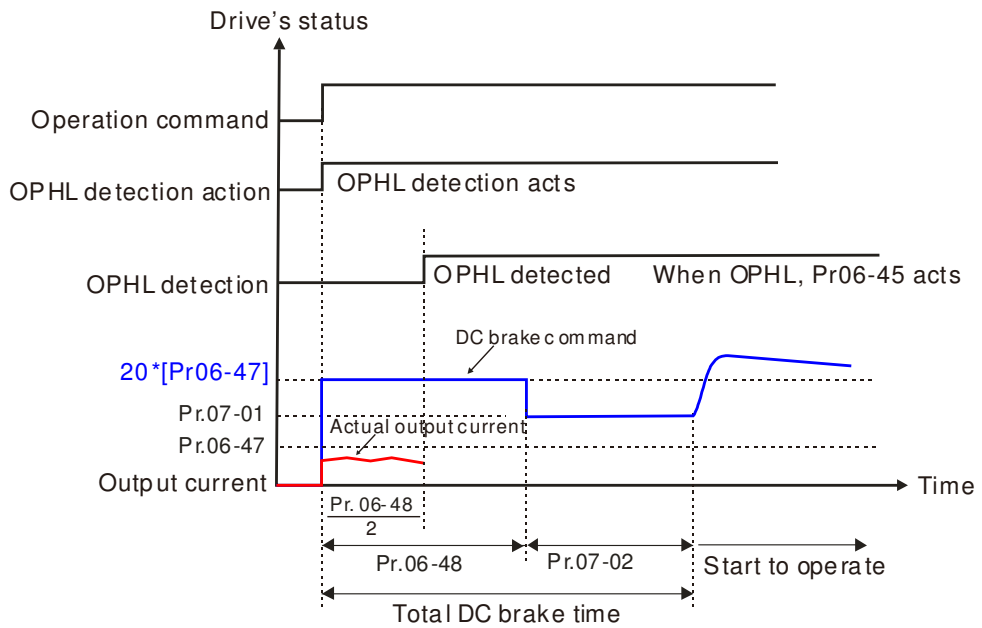 Drive's status
Operation command
OPHL detection action
OPHL detection acts
OPHL detection
OPHL detected
When OPHL, Pr06-45 acts
DC brake command
20*[Pr06-47]
Pr.07-01
Actual output current
Pr.06-47
Output current
Time
Pr. 06-48
2
Pr.06-48
Pr.07-02
Start to operate
Total DC brake time